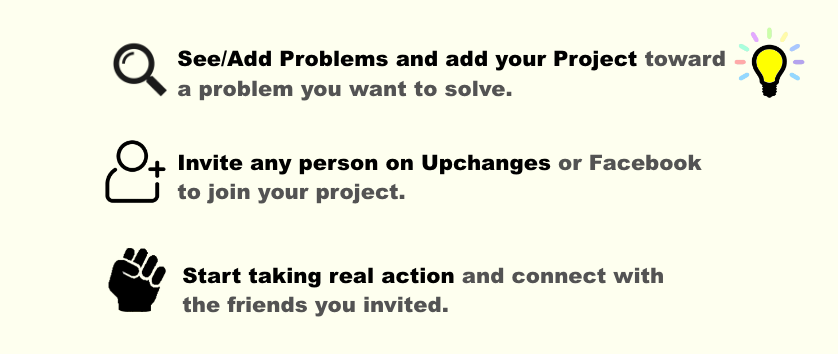 See/Add Problems and add your Project toward
a problem you want to solve.
Invite any person on Upchanges or Facebook
to join your project.
Start taking real action and connect with
the friends you invited.